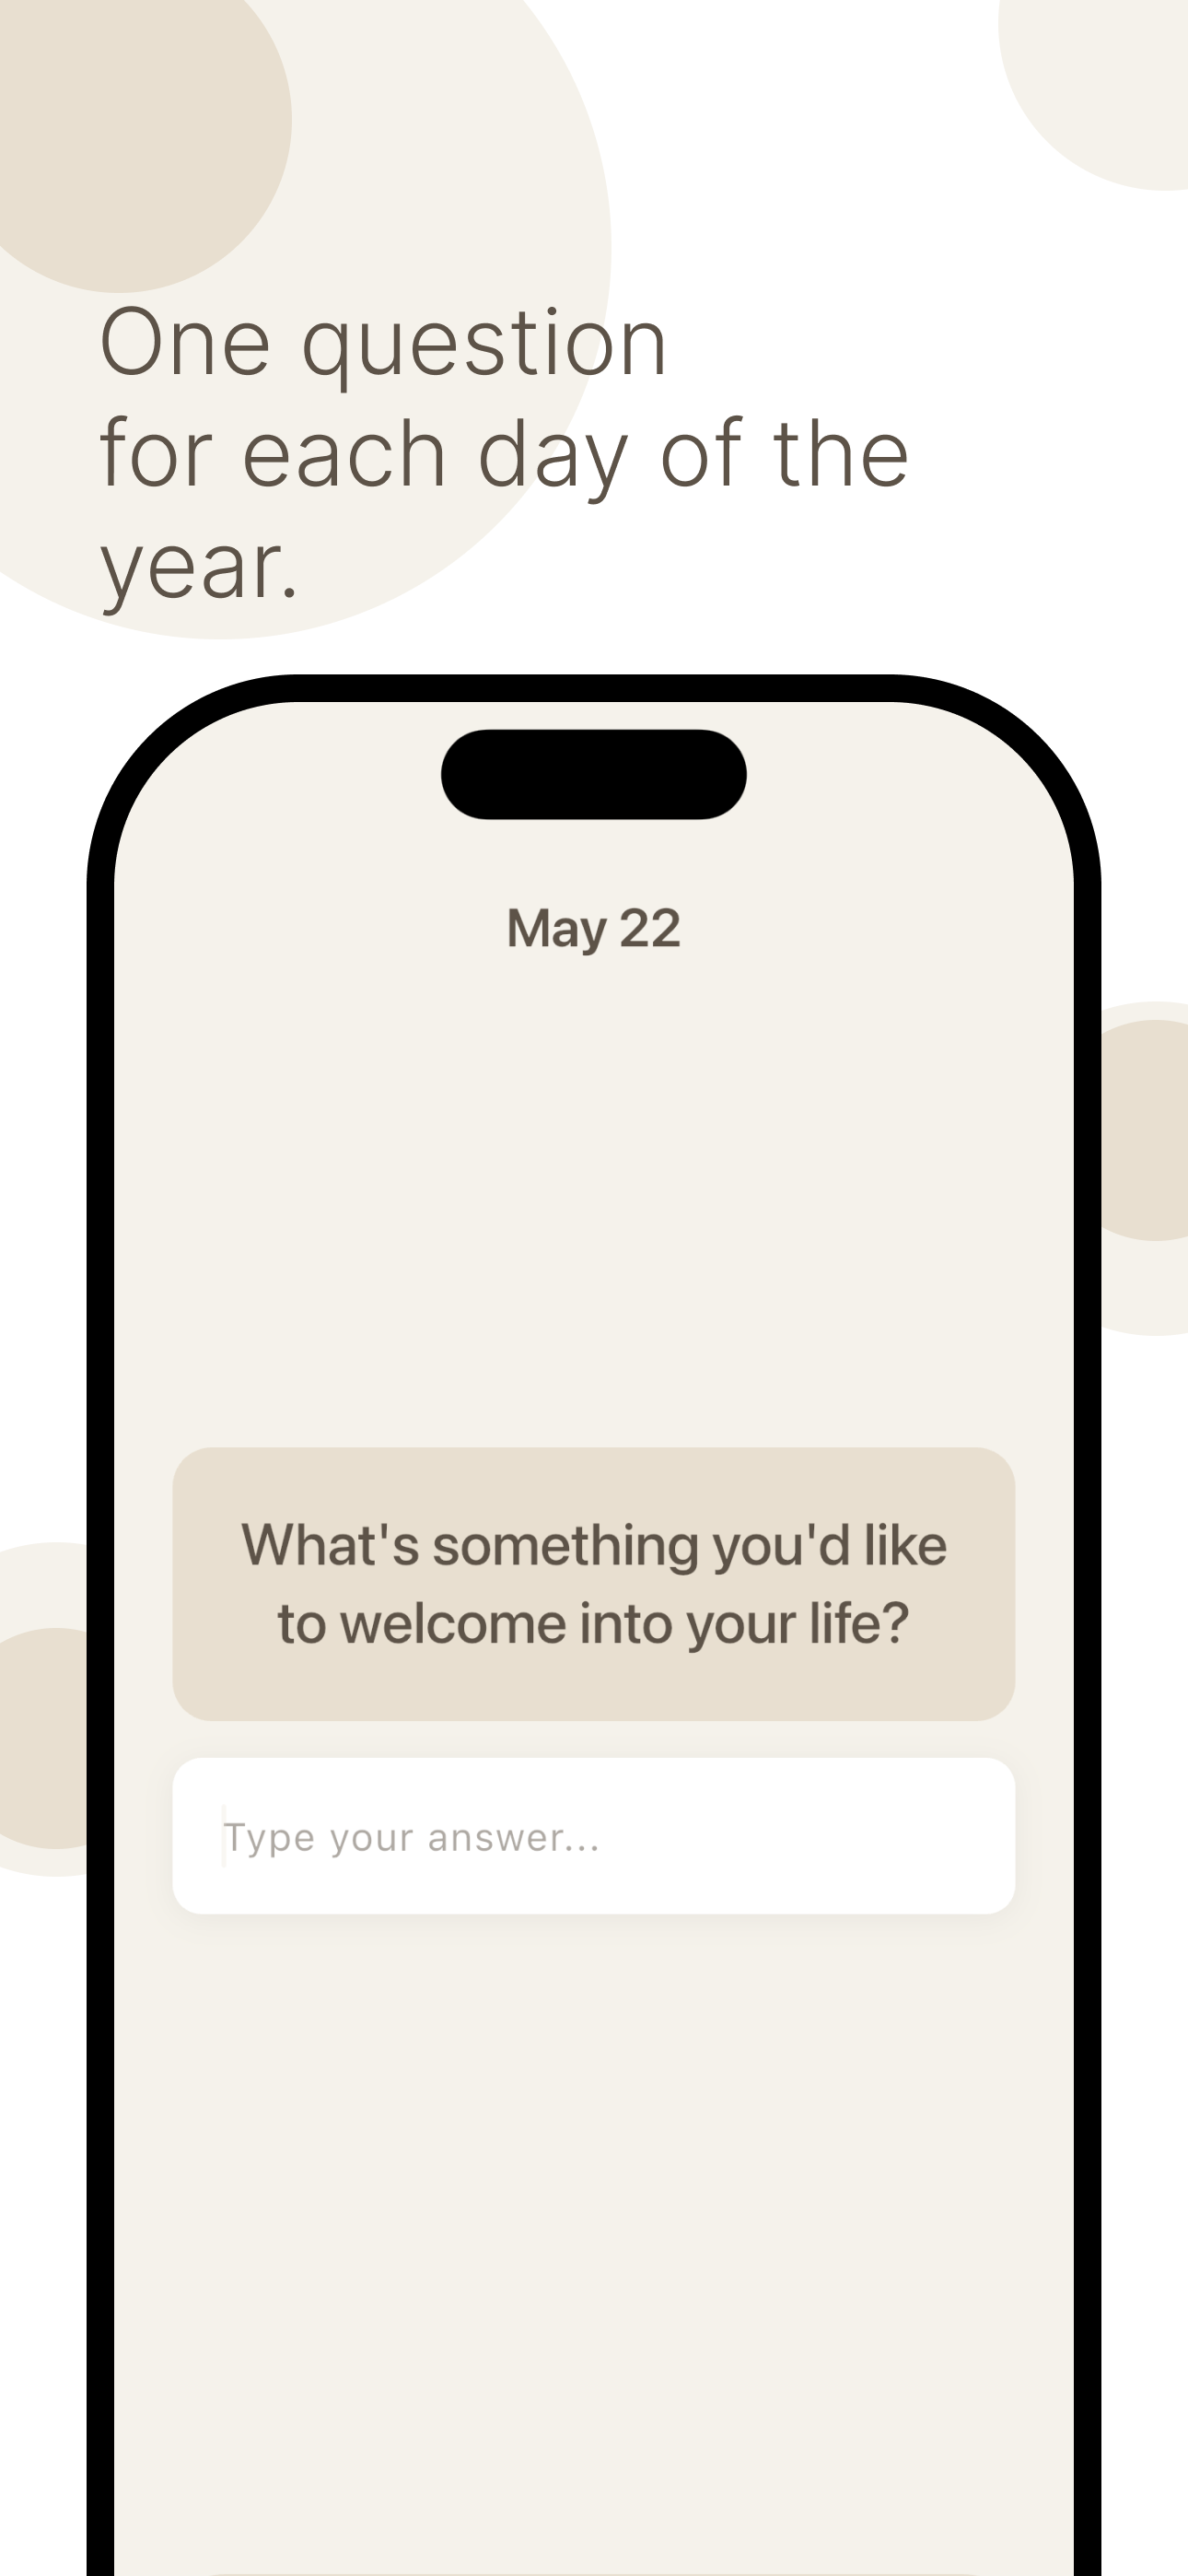 One question
for each day of the
year.
May 22
What's something you'd like
to welcome into your life?
Type your answer...